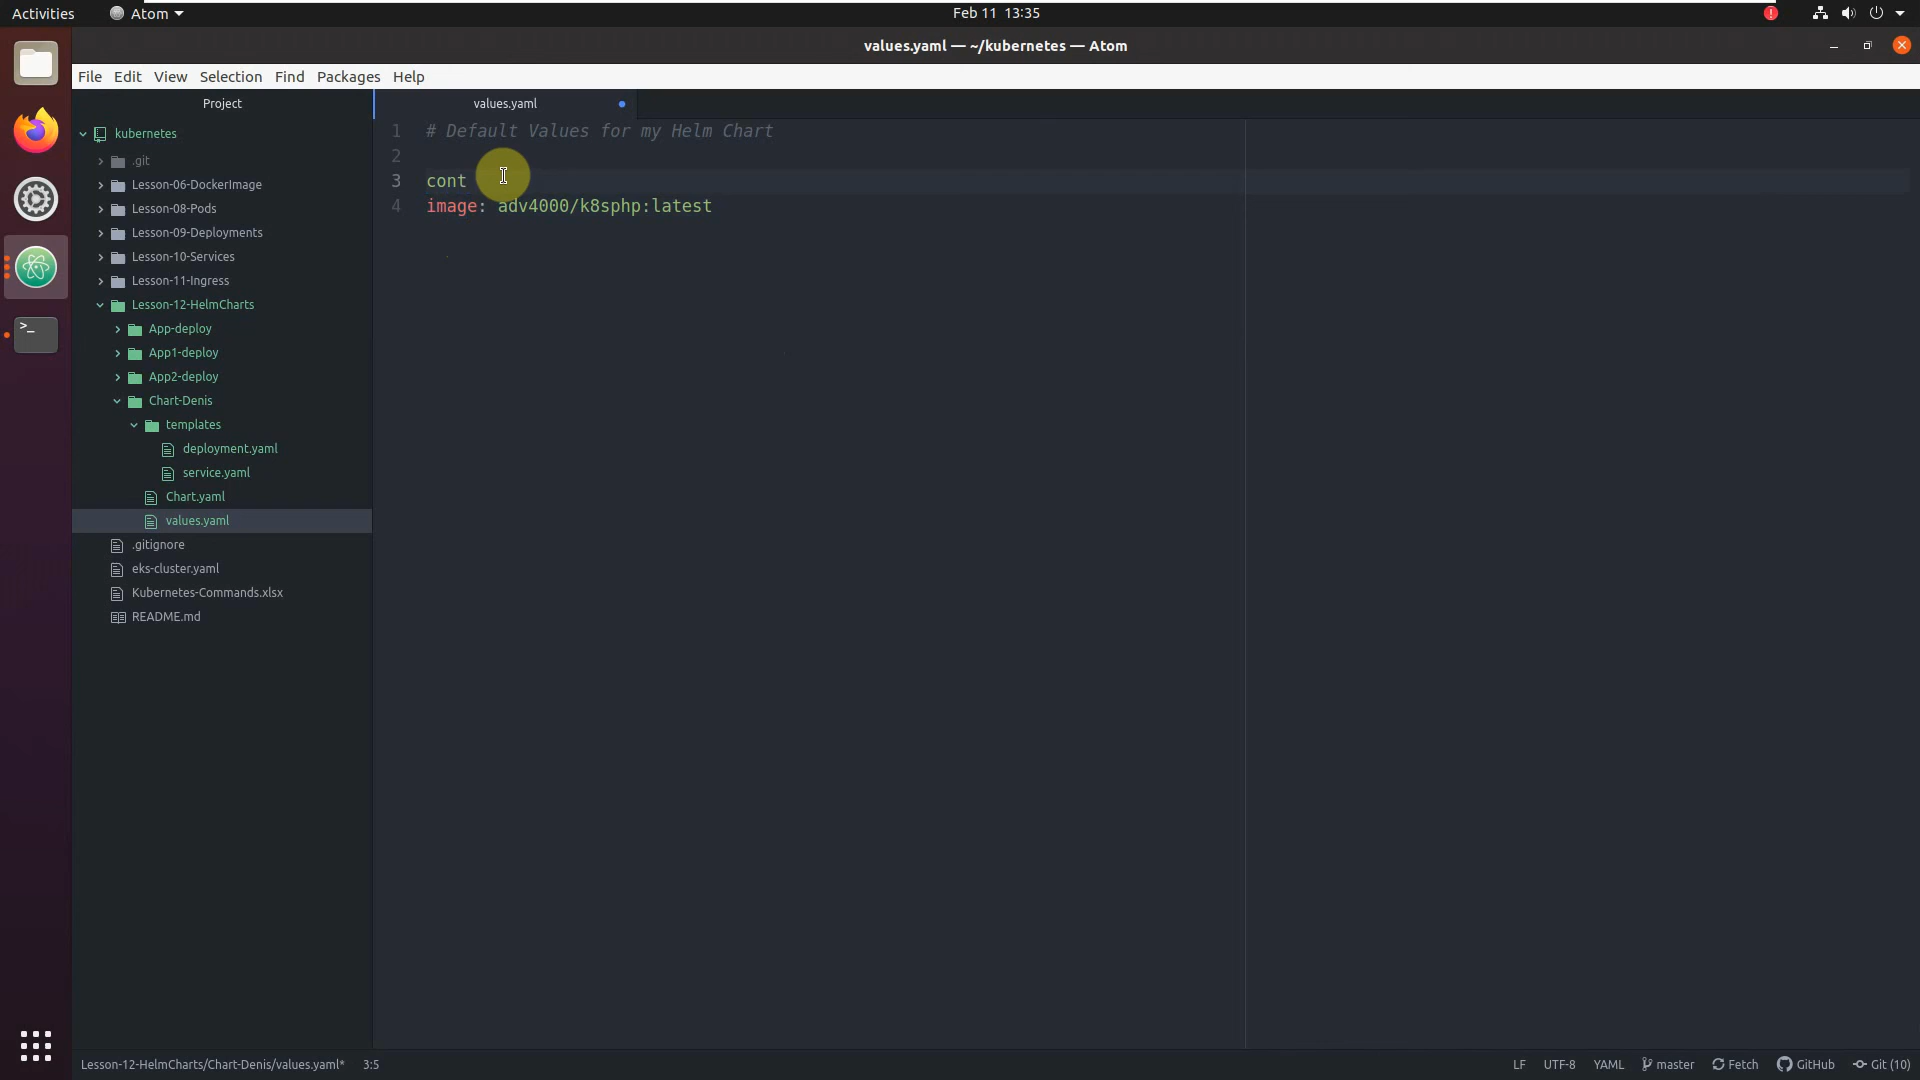 Activities
Atom
Feb 11 13:35
values.yaml — ~/kubernetes — Atom
File Edit View Selection Find Packages Help
Project
kubernetes
.git
Lesson-06-DockerImage
Lesson-08-Pods
Lesson-09-Deployments
Lesson-10-Services
Lesson-11-Ingress
Lesson-12-HelmCharts
App-deploy
App1-deploy
App2-deploy
Chart-Denis
templates
deployment.yaml
service.yaml
Chart.yaml
values.yaml
.gitignore
eks-cluster.yaml
Kubernetes-Commands.xlsx
README.md
values.yaml
1 # Default Values for my Helm Chart
2
3 cont
4 image: adv4000/k8sphp:latest
Lesson-12-HelmCharts/Chart-Denis/values.yaml* 3:5
LF UTF-8 YAML master Fetch GitHub Git (10)